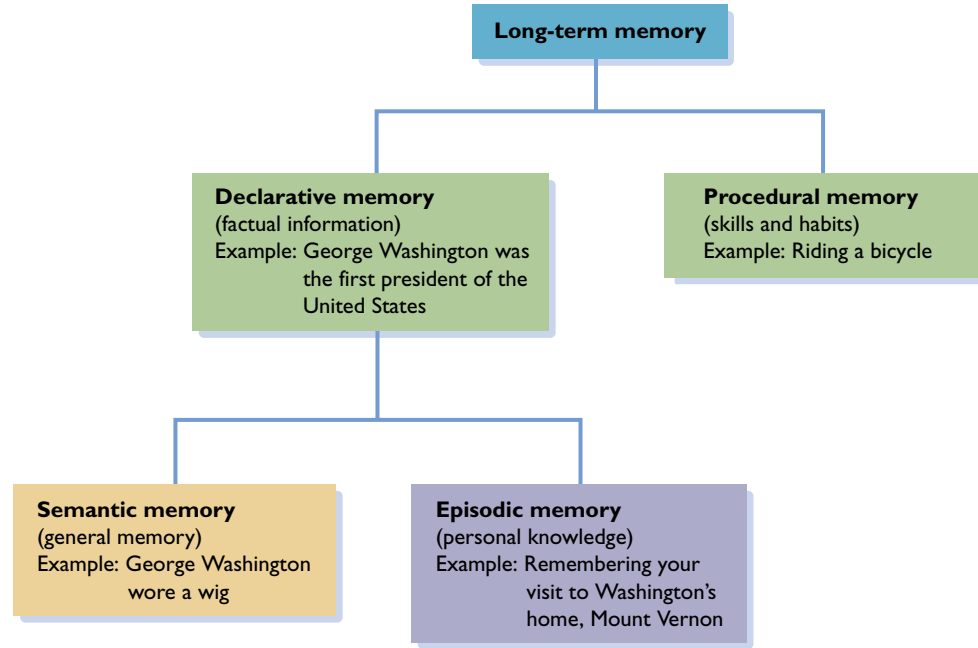 Long-term memory
Declarative memory
(factual information)
Example: George Washington was
the first president of the
United States
Procedural memory
(skills and habits)
Example: Riding a bicycle
Semantic memory
(general memory)
Example: George Washington
wore a wig
Episodic memory
(personal knowledge)
Example: Remembering your
visit to Washington’s
home, Mount Vernon